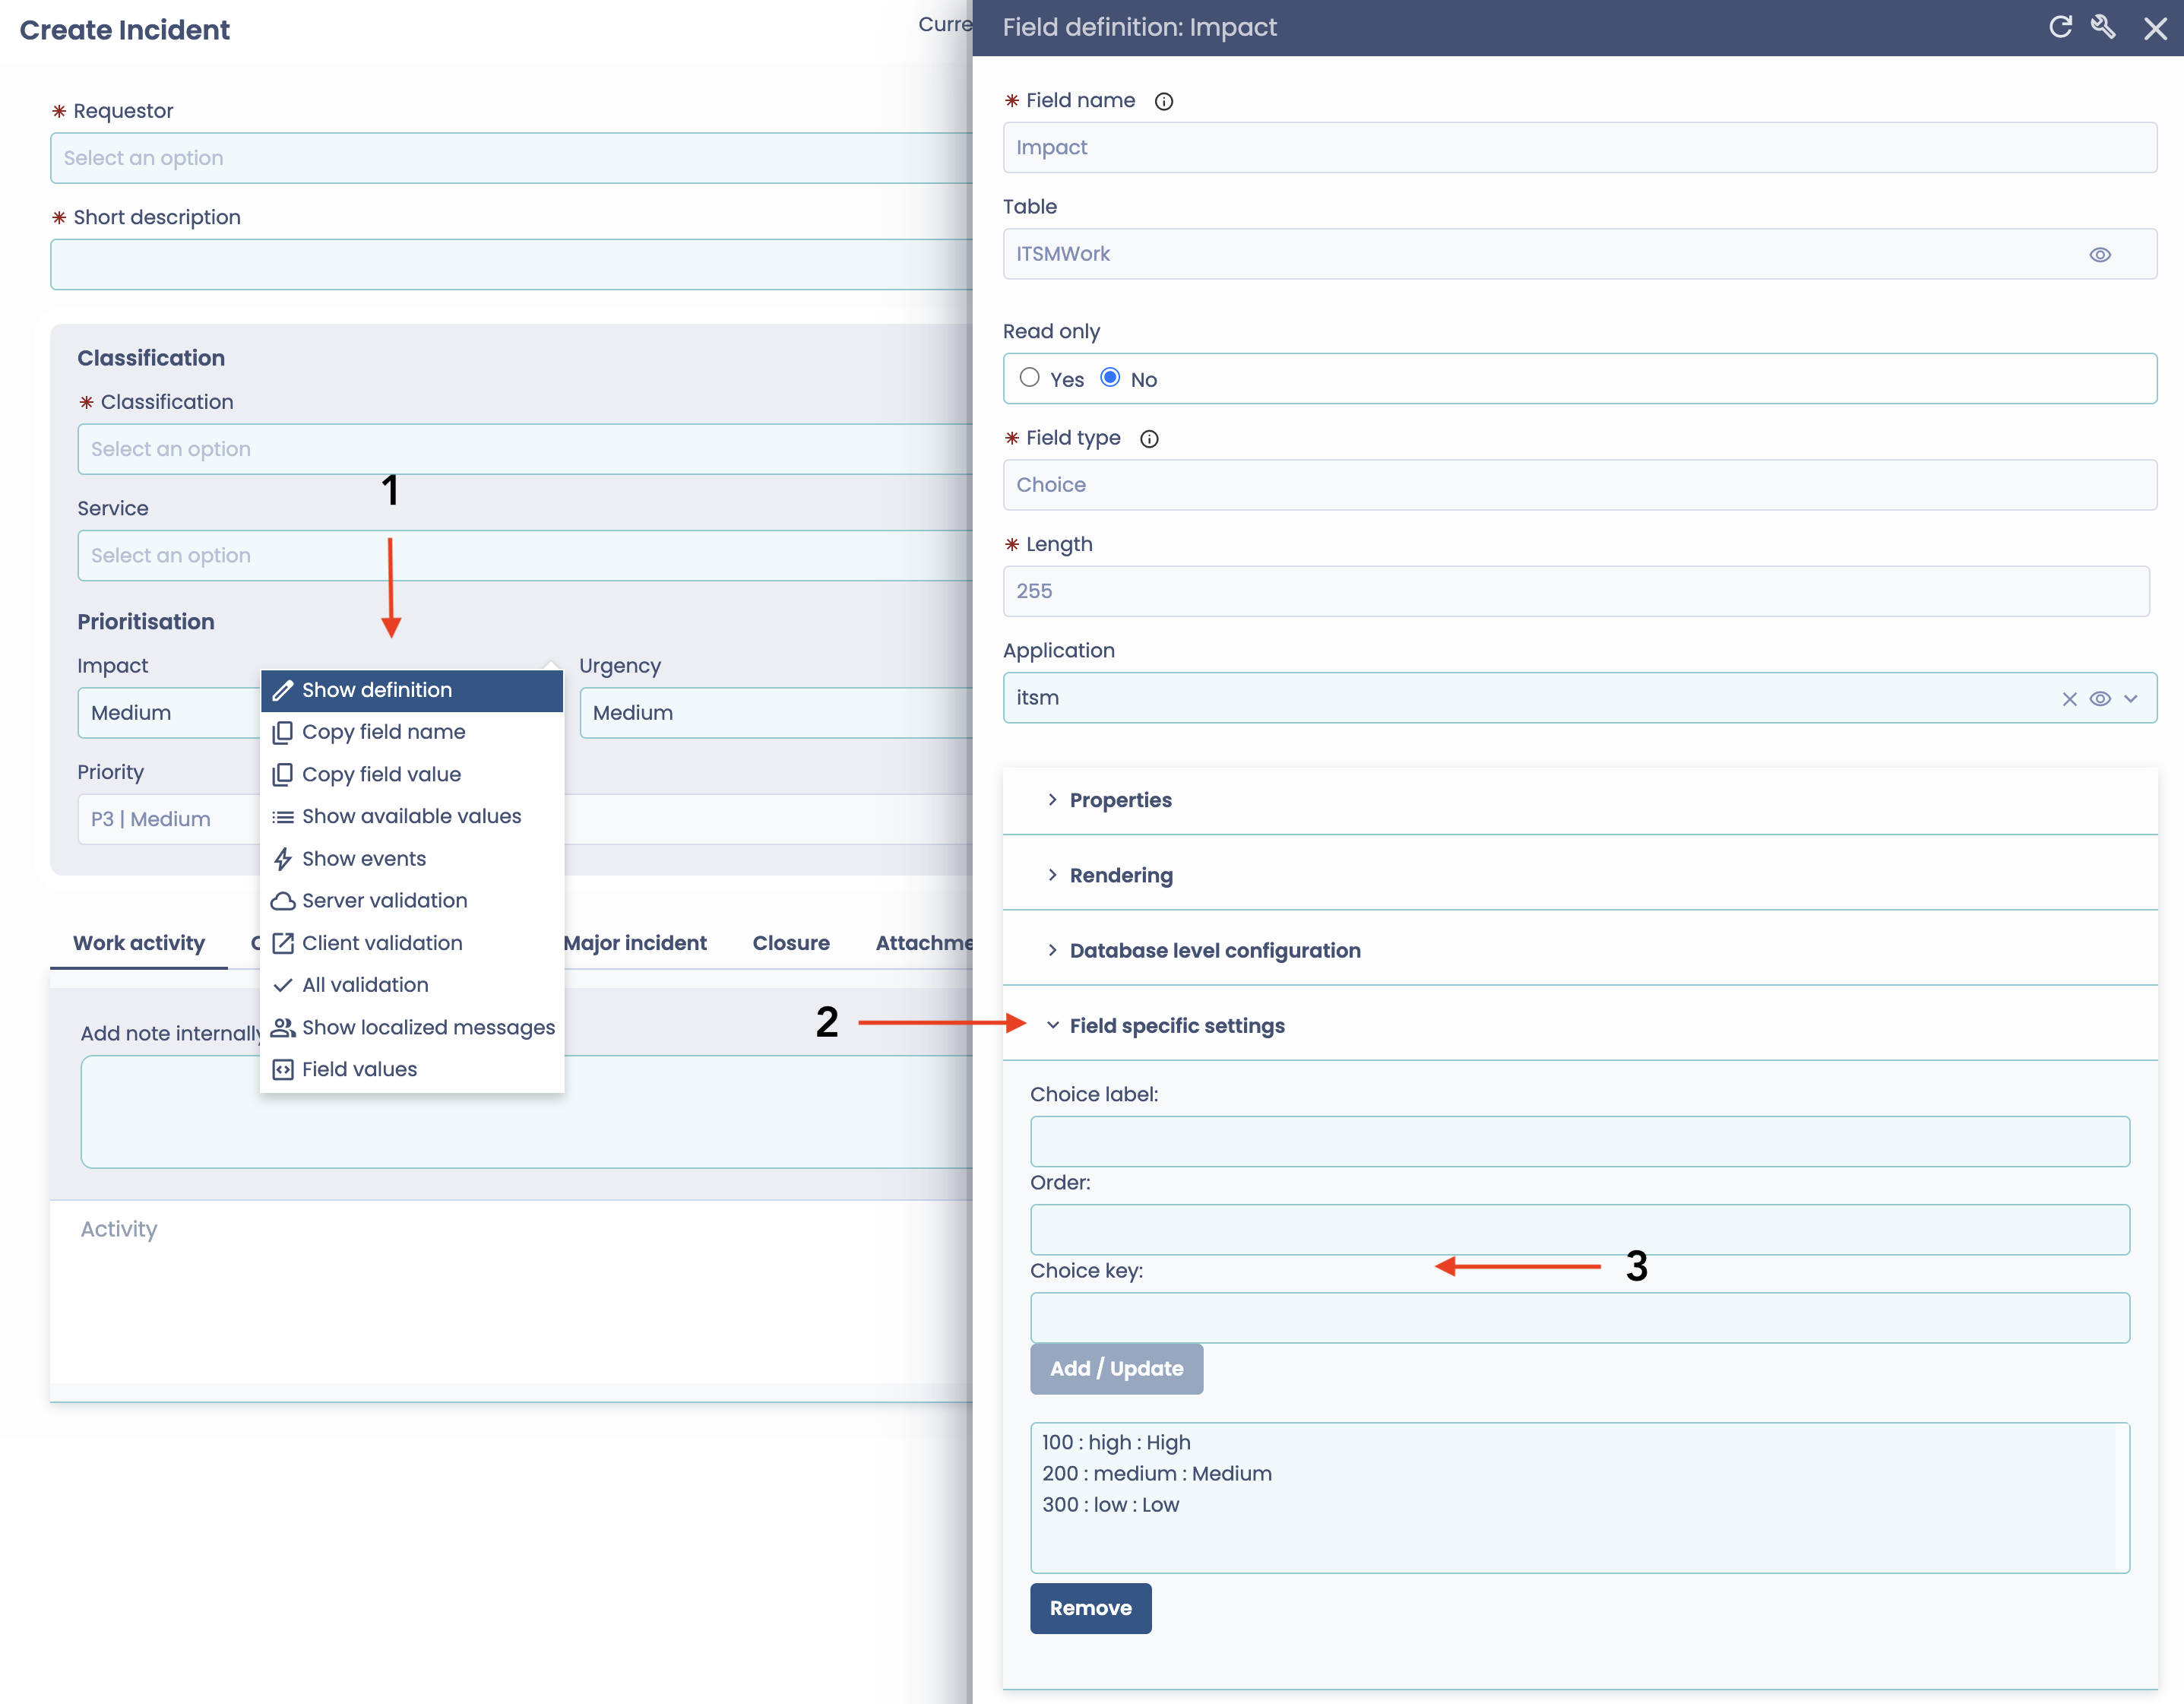 Create Incident
Curre
* Requestor
Select an option
* Short description
Classification
* Classification
Select an option
1
Service
Select an option
Prioritisation
Impact
Urgency
Medium
Medium
Priority
P3 | Medium
Show definition
Copy field name
Copy field value
Show available values
Show events
Server validation
Client validation
All validation
Show localized messages
Field values
Work activity
C
Major incident
Closure
Attachme
Add note internally
Activity
2
Field definition: Impact
* Field name
Impact
Table
ITSMWork
Read only
Yes
No
* Field type
Choice
* Length
255
Application
itsm
Properties
Rendering
Database level configuration
Field specific settings
Choice label:
Order:
3
Choice key:
Add / Update
100 : high : High
200 : medium : Medium
300 : low : Low
Remove